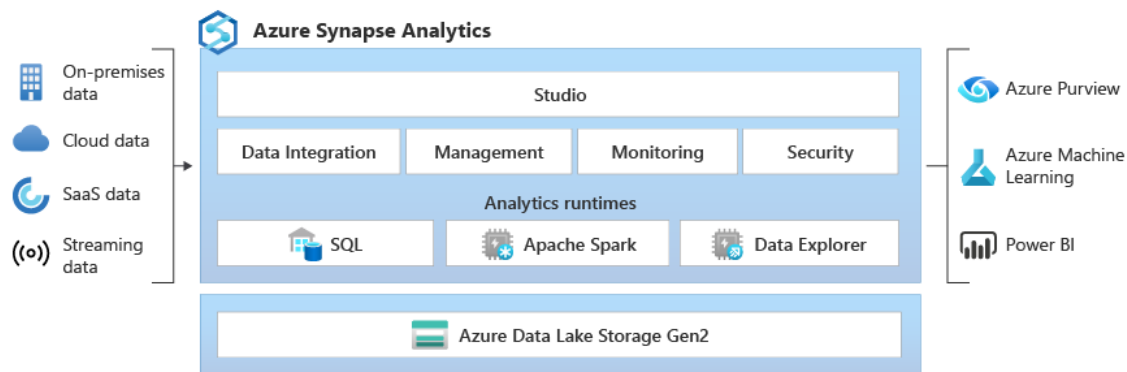 Azure Synapse Analytics
On-premises
data
Cloud data
SaaS data
Streaming
data
Studio
Data Integration
Management
Monitoring
Security
Analytics runtimes
SQL
Apache Spark
Data Explorer
Azure Data Lake Storage Gen2
Azure Purview
Azure Machine
Learning
Power BI